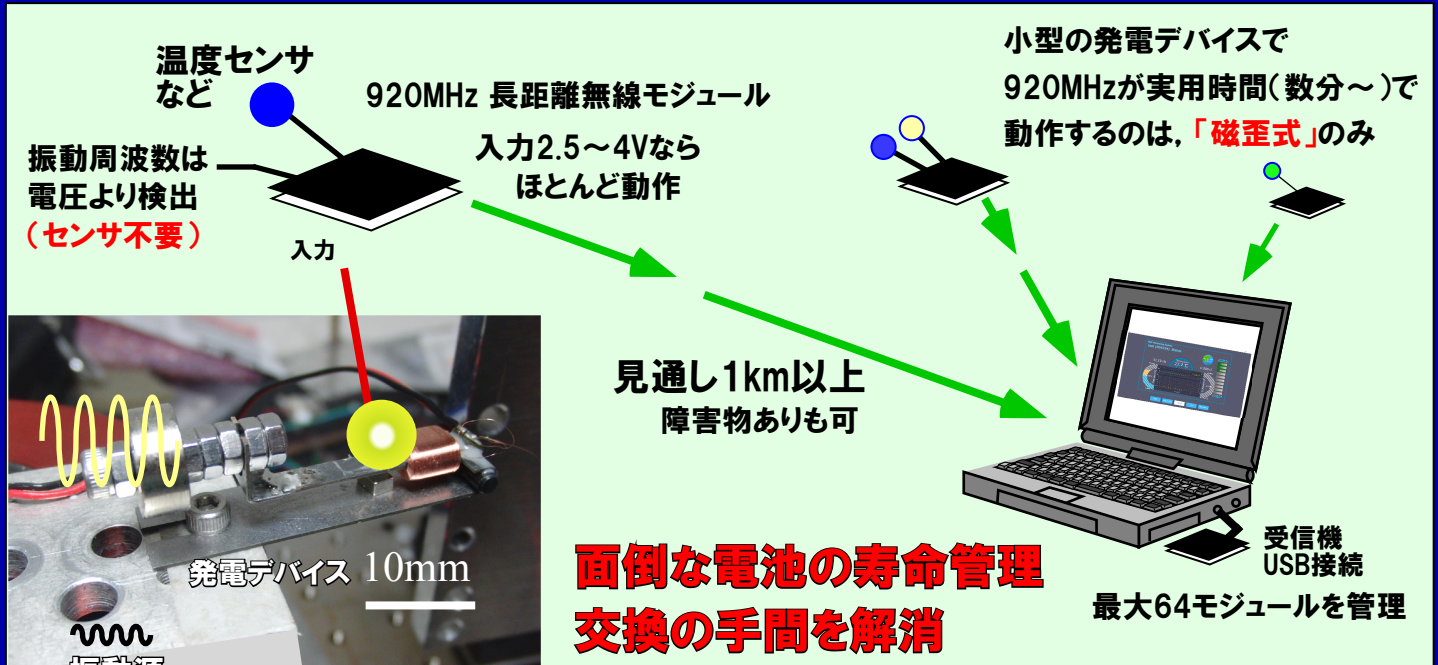 温度センサ
など
振動周波数は
電圧より検出
(センサ不要)
920MHz 長距離無線モジュール
入力2.5～4Vなら
ほとんど動作
入力
小型の発電デバイスで
920MHzが実用時間(数分～)で
動作するのは,「磁歪式」のみ
見通し1km以上
障害物ありも可
発電デバイス 10mm
振動源
面倒な電池の寿命管理
交換の手間を解消
受信機
USB接続
最大64モジュールを管理